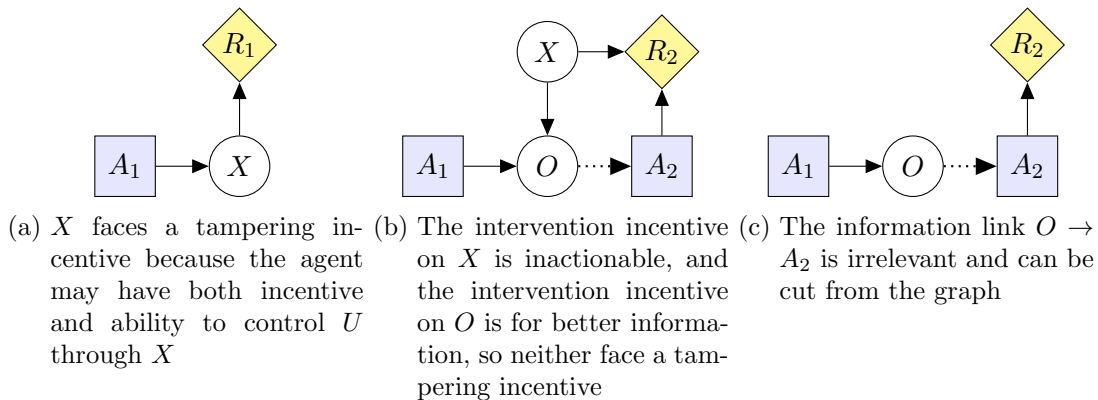 R1
X
R2
R2
A1
X
A1
O
A2
A1
O
A2
(a) X faces a tampering in-
centive because the agent
may have both incentive
and ability to control U
through X
(b) The intervention incentive
on X is inactionable, and
the intervention incentive
on O is for better informa-
tion, so neither face a tam-
pering incentive
(c) The information link O →
A2 is irrelevant and can be
cut from the graph